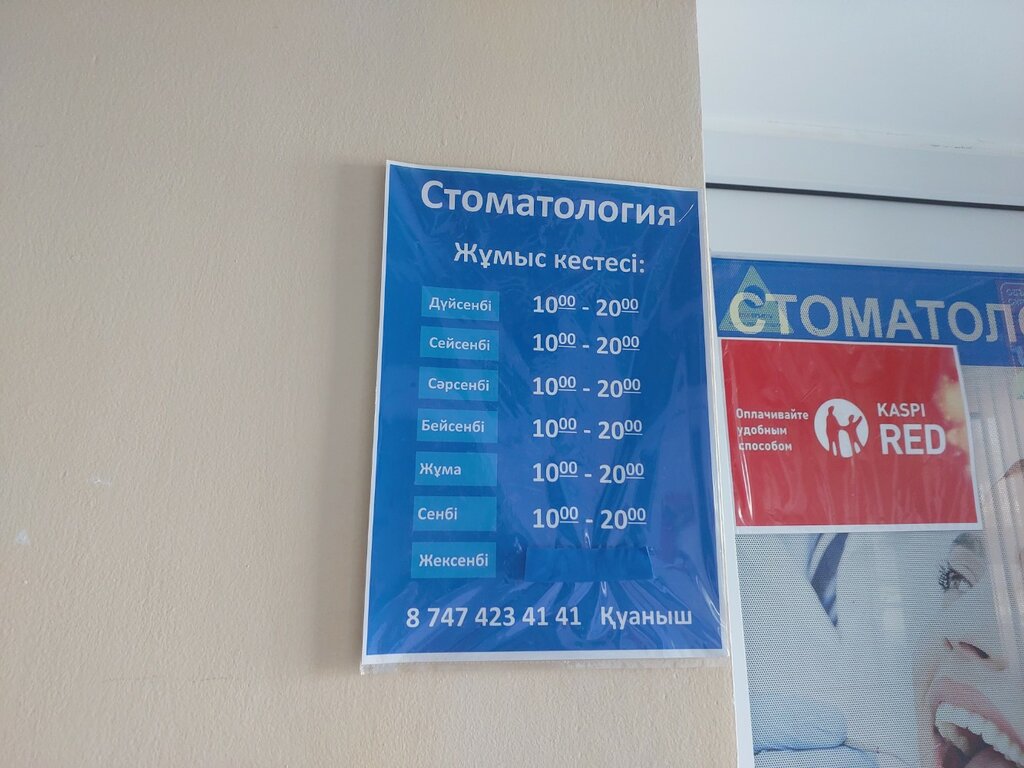 Стоматология
Жұмыс кестесі:
Дүйсенбі 10⁰⁰ - 20⁰⁰
Сейсенбі 10⁰⁰ - 20⁰⁰
Сәрсенбі 10⁰⁰ - 20⁰⁰
Бейсенбі 10⁰⁰ - 20⁰⁰
Жұма 10⁰⁰ - 20⁰⁰
Сенбі 10⁰⁰ - 20⁰⁰
Жексенбі
8 747 423 41 41 Қуаныш
СТОМАТОЛО
Оплачивайте
удобным
способом
KASPI
RED